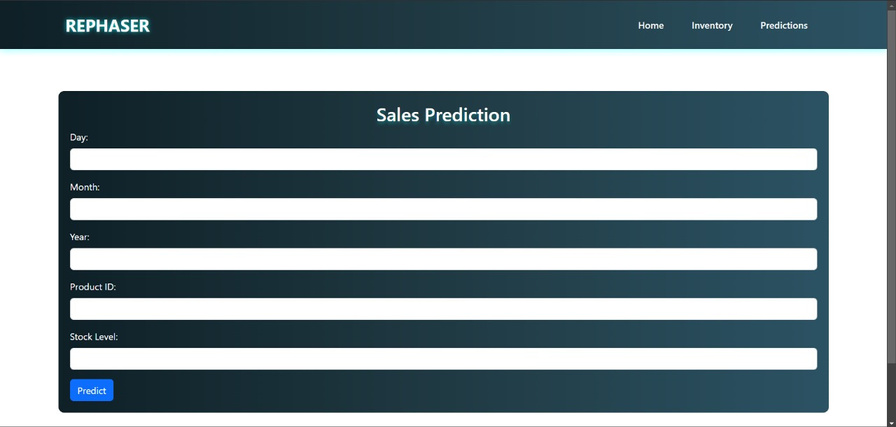 REPHASER
Home Inventory Predictions
Sales Prediction
Day:
Month:
Year:
Product ID:
Stock Level:
Predict